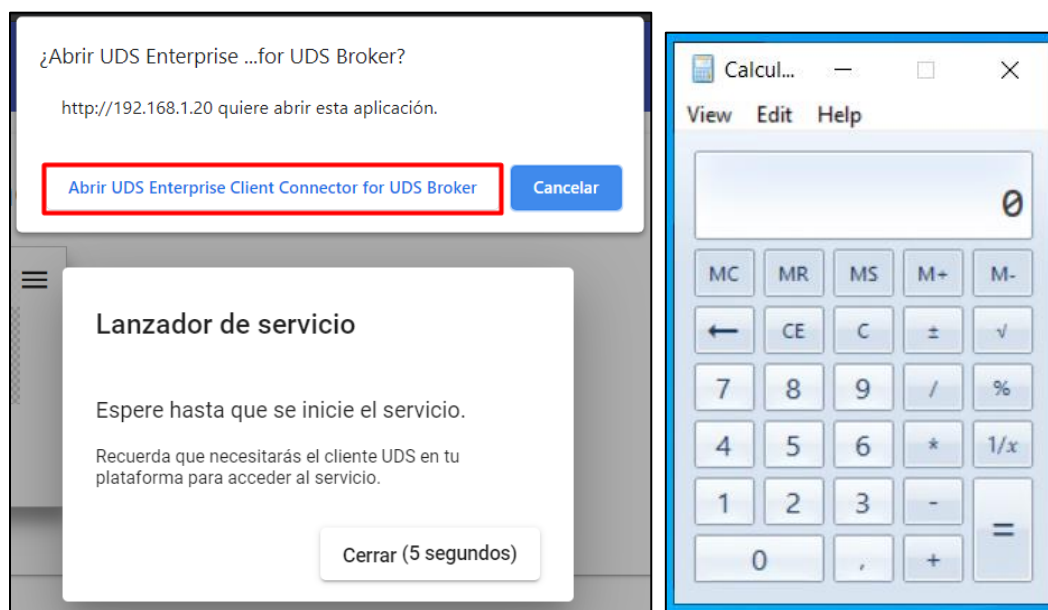 ¿Abrir UDS Enterprise ...for UDS Broker?
http://192.168.1.20 quiere abrir esta aplicación.
Abrir UDS Enterprise Client Connector for UDS Broker
Cancelar
Lanzador de servicio
Espere hasta que se inicie el servicio.
Recuerda que necesitarás el cliente UDS en tu
plataforma para acceder al servicio.
Cerrar (5 segundos)
Calcul...
View Edit Help
0
MC MR MS M+ M-
← CE C ± √
7 8 9 / %
4 5 6 * 1/x
1 2 3 - =
0 , +